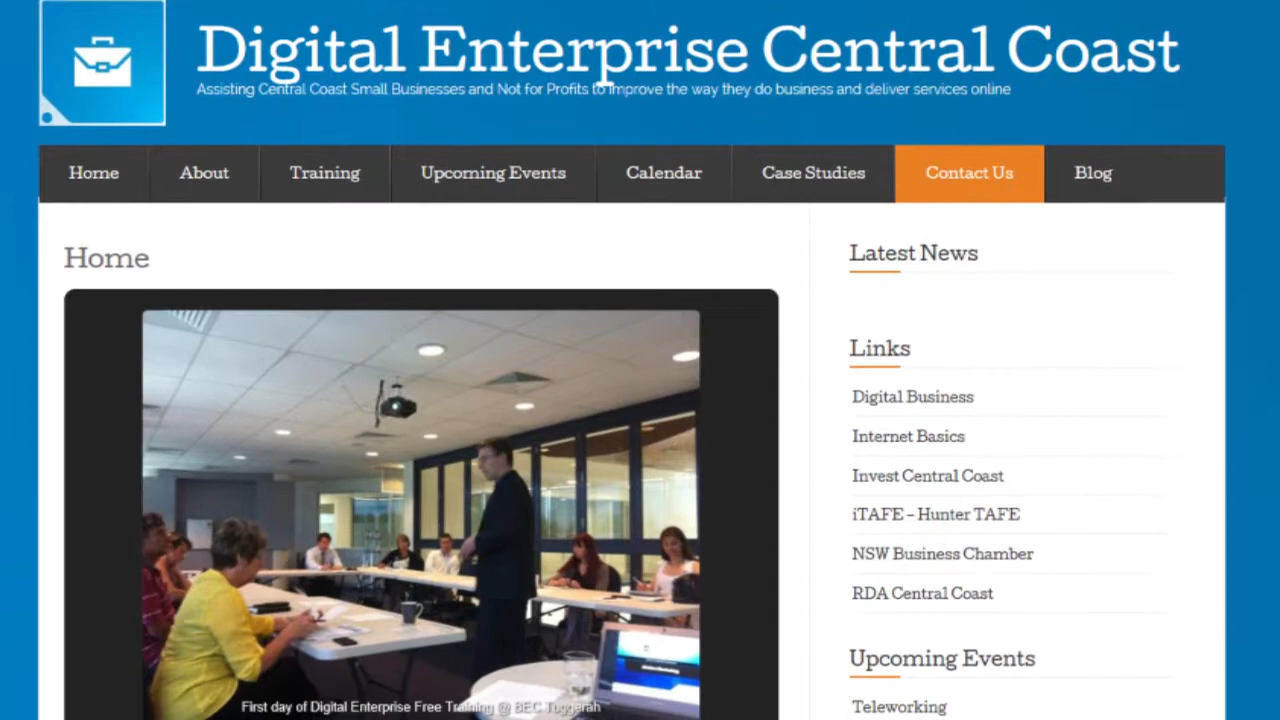 Digital Enterprise Central Coast
Assisting Central Coast Small Businesses and Not for Profits to improve the way they do business and deliver services online
Home About Training Upcoming Events Calendar Case Studies Contact Us Blog
Home
First day of Digital Enterprise Free Training @ BEC Tuggerah
Latest News
Links
Digital Business
Internet Basics
Invest Central Coast
iTAFE – Hunter TAFE
NSW Business Chamber
RDA Central Coast
Upcoming Events
Teleworking